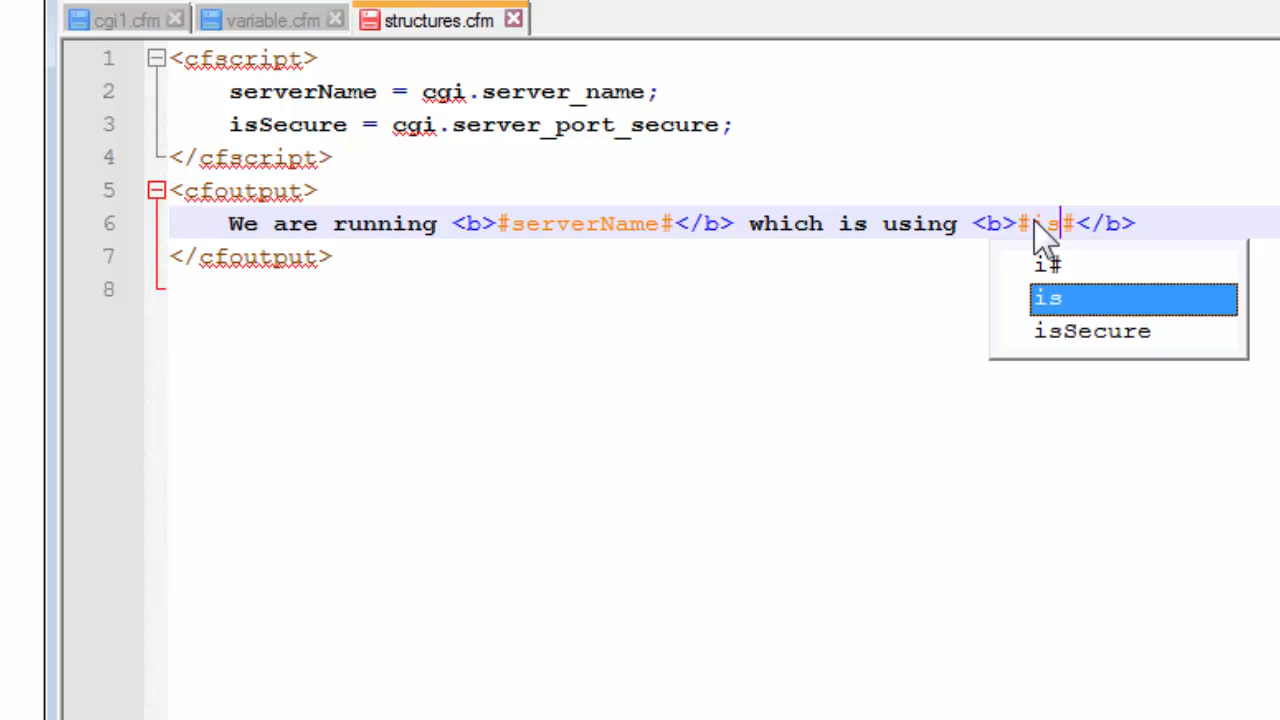 cgi1.cfm variable.cfm structures.cfm
1 <cfscript>
2 serverName = cgi.server_name;
3 isSecure = cgi.server_port_secure;
4 </cfscript>
5 <cfoutput>
6 We are running <b>#serverName#</b> which is using <b>#is#</b>
7 </cfoutput>
8
i#
is
isSecure